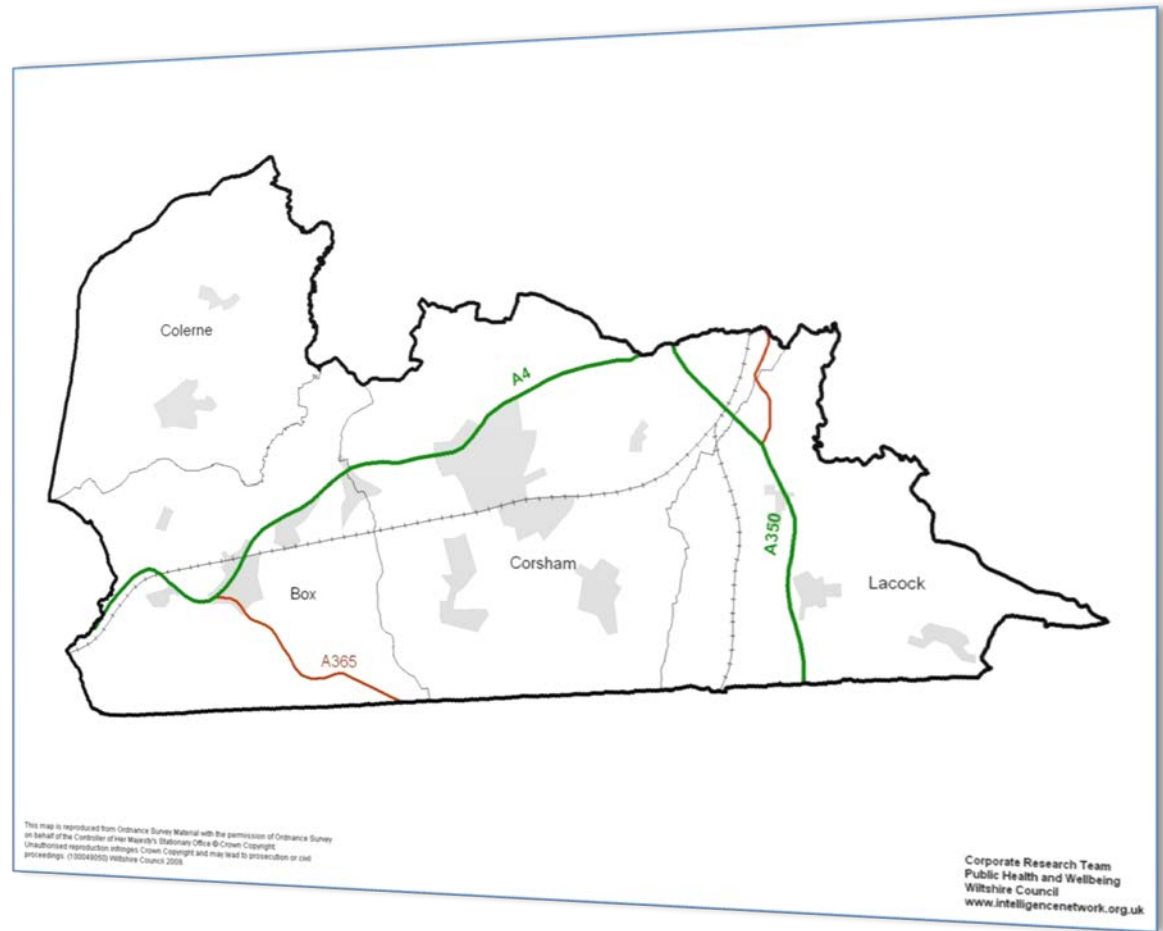 Colerne
A4
A350
Corsham
Lacock
Box
A365
This map is reproduced from Ordnance Survey Material with the permission of Ordnance Survey
on behalf of the Controller of Her Majesty's Stationary Office © Crown Copyright.
Unauthorised reproduction infringes Crown Copyright and may lead to prosecution or civil
proceedings. (100049050) Wiltshire Council 2009.
Corporate Research Team
Public Health and Wellbeing
Wiltshire Council
www.intelligencenetwork.org.uk